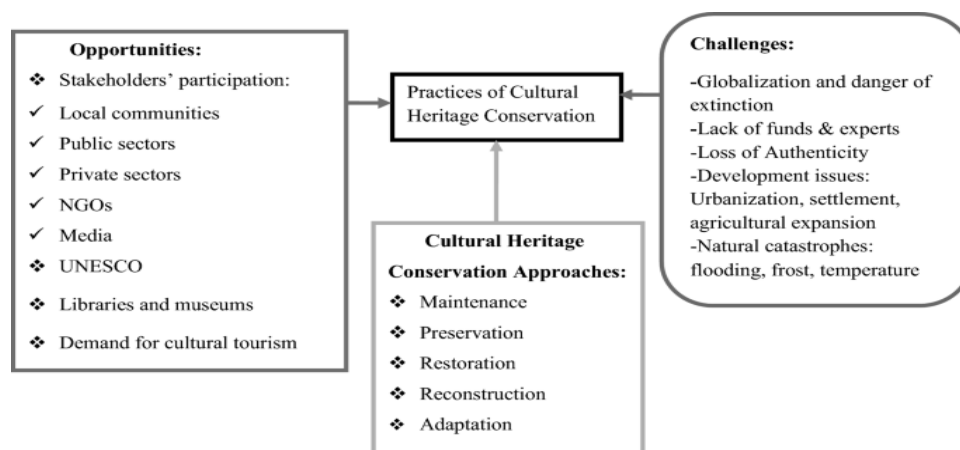 Opportunities:
❖ Stakeholders' participation:
✓ Local communities
✓ Public sectors
✓ Private sectors
✓ NGOs
✓ Media
❖ UNESCO
❖ Libraries and museums
❖ Demand for cultural tourism
Practices of Cultural
Heritage Conservation
Cultural Heritage
Conservation Approaches:
❖ Maintenance
❖ Preservation
❖ Restoration
❖ Reconstruction
❖ Adaptation
Challenges:
-Globalization and danger of
extinction
-Lack of funds & experts
-Loss of Authenticity
-Development issues:
Urbanization, settlement,
agricultural expansion
-Natural catastrophes:
flooding, frost, temperature